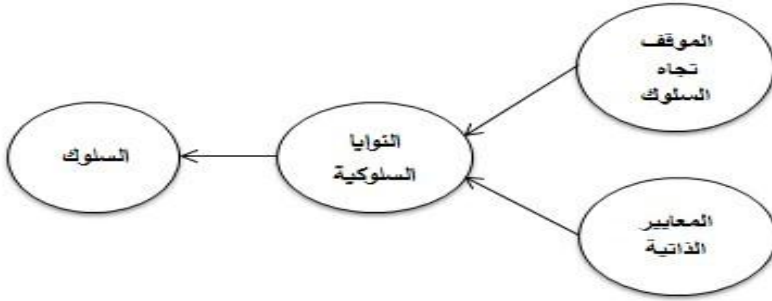 الموقف
تجاه
السلوك
النوايا
السلوكية
السلوك
المعايير
الذاتية